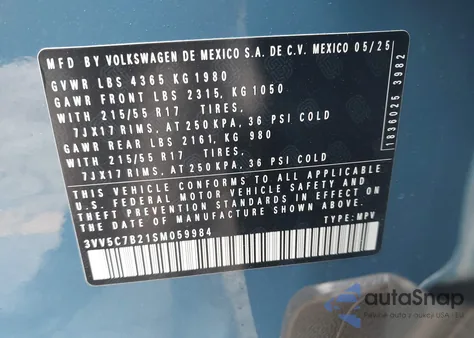 MFD BY VOLKSWAGEN DE MEXICO S.A. DE C.V. MEXICO 05/25
GVWR LBS 4365 KG 1980
GAWR FRONT LBS 2315, KG 1050
WITH 215/55 R17 TIRES,
7JX17 RIMS, AT 250 KPA, 36 PSI COLD
GAWR REAR LBS 2161, KG 980
WITH 215/55 R17 TIRES,
7JX17 RIMS, AT 250 KPA, 36 PSI COLD
THIS VEHICLE CONFORMS TO ALL APPLICABLE
U.S. FEDERAL MOTOR VEHICLE SAFETY, BUMPER, AND
THEFT PREVENTION STANDARDS IN EFFECT ON THE
DATE OF MANUFACTURE SHOWN ABOVE.
3VV5C7B21SM059984
TYPE: MPV
1836025 3982
autoSnap